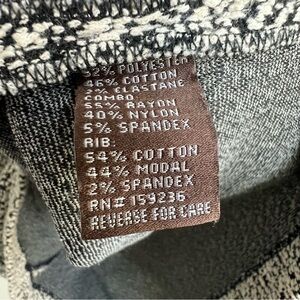 52% POLYESTER
46% COTTON
2% ELASTANE
COMBO:
55% RAYON
40% NYLON
5% SPANDEX
RIB:
54% COTTON
44% MODAL
2% SPANDEX
RN# 159236
REVERSE FOR CARE